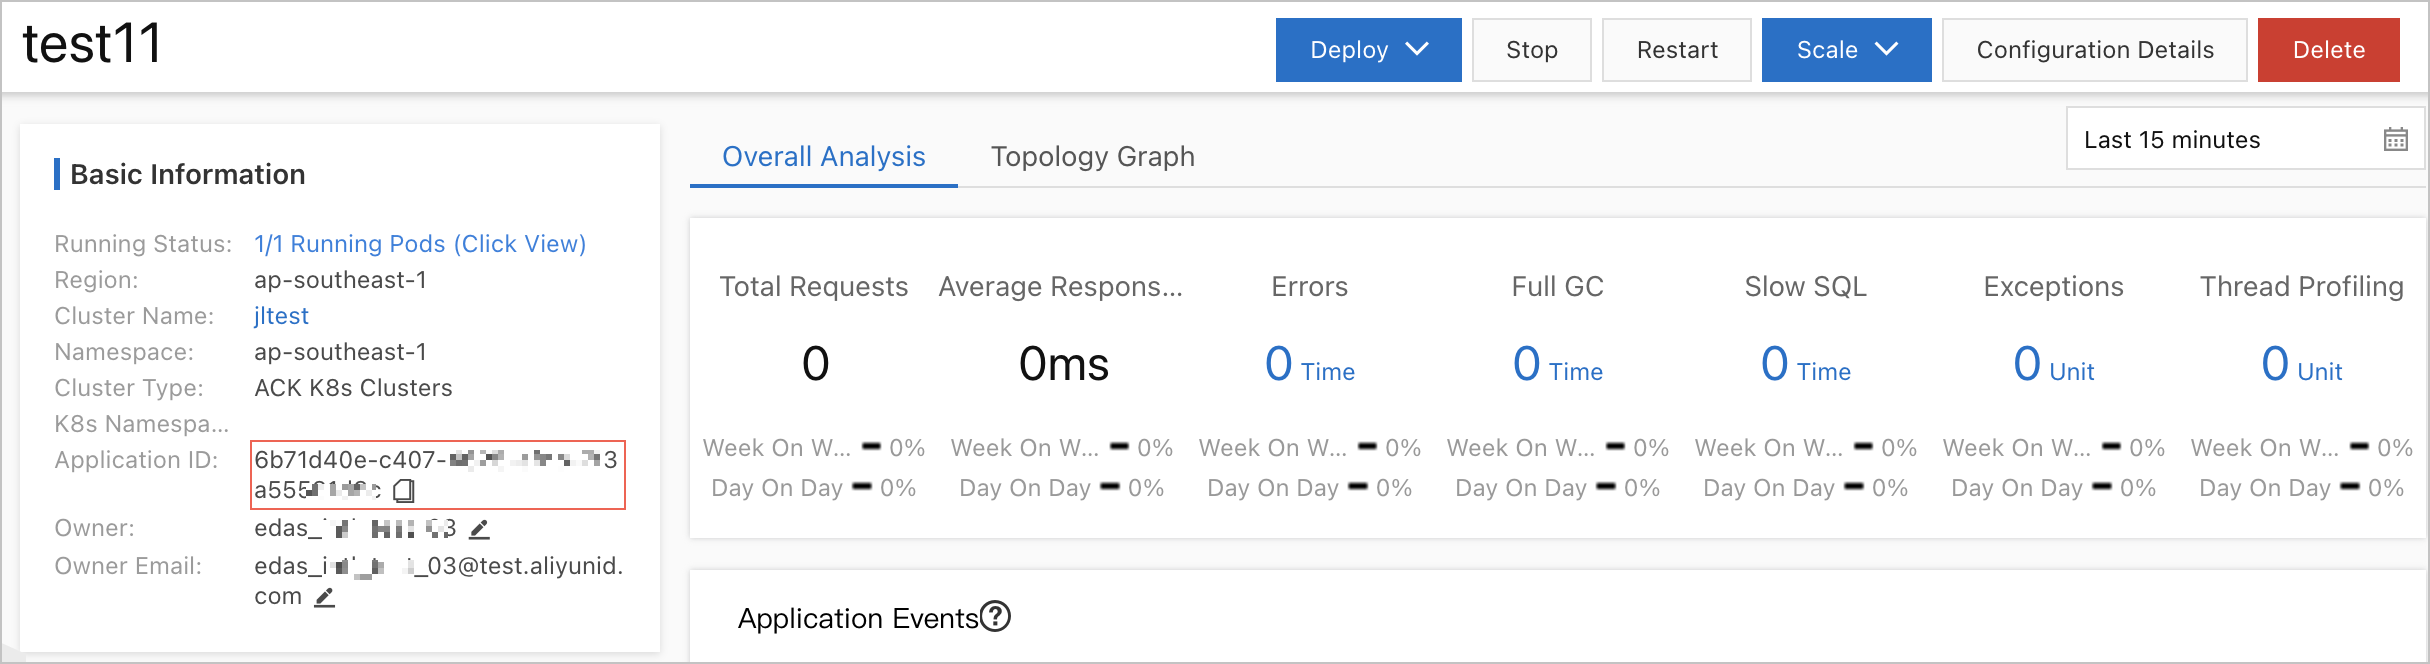 test11
Deploy
Stop
Restart
Scale
Configuration Details
Delete
Last 15 minutes
Basic Information
Running Status: 1/1 Running Pods (Click View)
Region: ap-southeast-1
Cluster Name: jltest
Namespace: ap-southeast-1
Cluster Type: ACK K8s Clusters
K8s Namespa...
Application ID: 6b71d40e-c407-
Owner: edas_
Owner Email: edas_ _03@test.aliyunid.
com
Overall Analysis
Topology Graph
Total Requests
0
Week On W... 0%
Day On Day 0%
Average Respons...
0ms
Week On W... 0%
Day On Day 0%
Errors
0 Time
Week On W... 0%
Day On Day 0%
Full GC
0 Time
Week On W... 0%
Day On Day 0%
Slow SQL
0 Time
Week On W... 0%
Day On Day 0%
Exceptions
0 Unit
Week On W... 0%
Day On Day 0%
Thread Profiling
0 Unit
Week On W... 0%
Day On Day 0%
Application Events